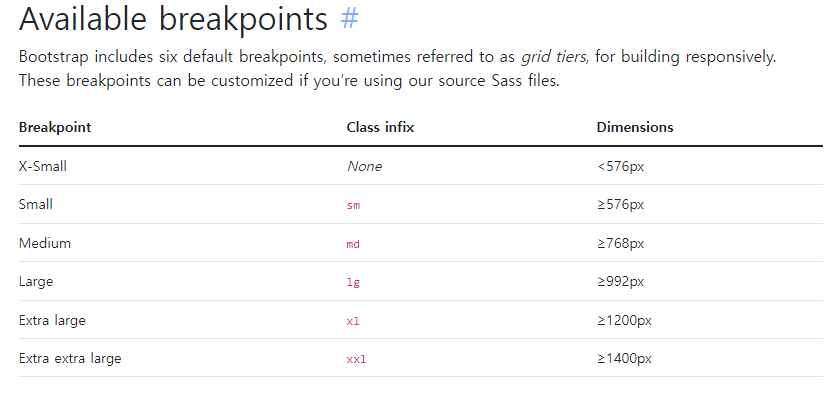 Available breakpoints #
Bootstrap includes six default breakpoints, sometimes referred to as grid tiers, for building responsively.
These breakpoints can be customized if you’re using our source Sass files.
Breakpoint Class infix Dimensions
X-Small None <576px
Small sm ≥576px
Medium md ≥768px
Large lg ≥992px
Extra large xl ≥1200px
Extra extra large xxl ≥1400px